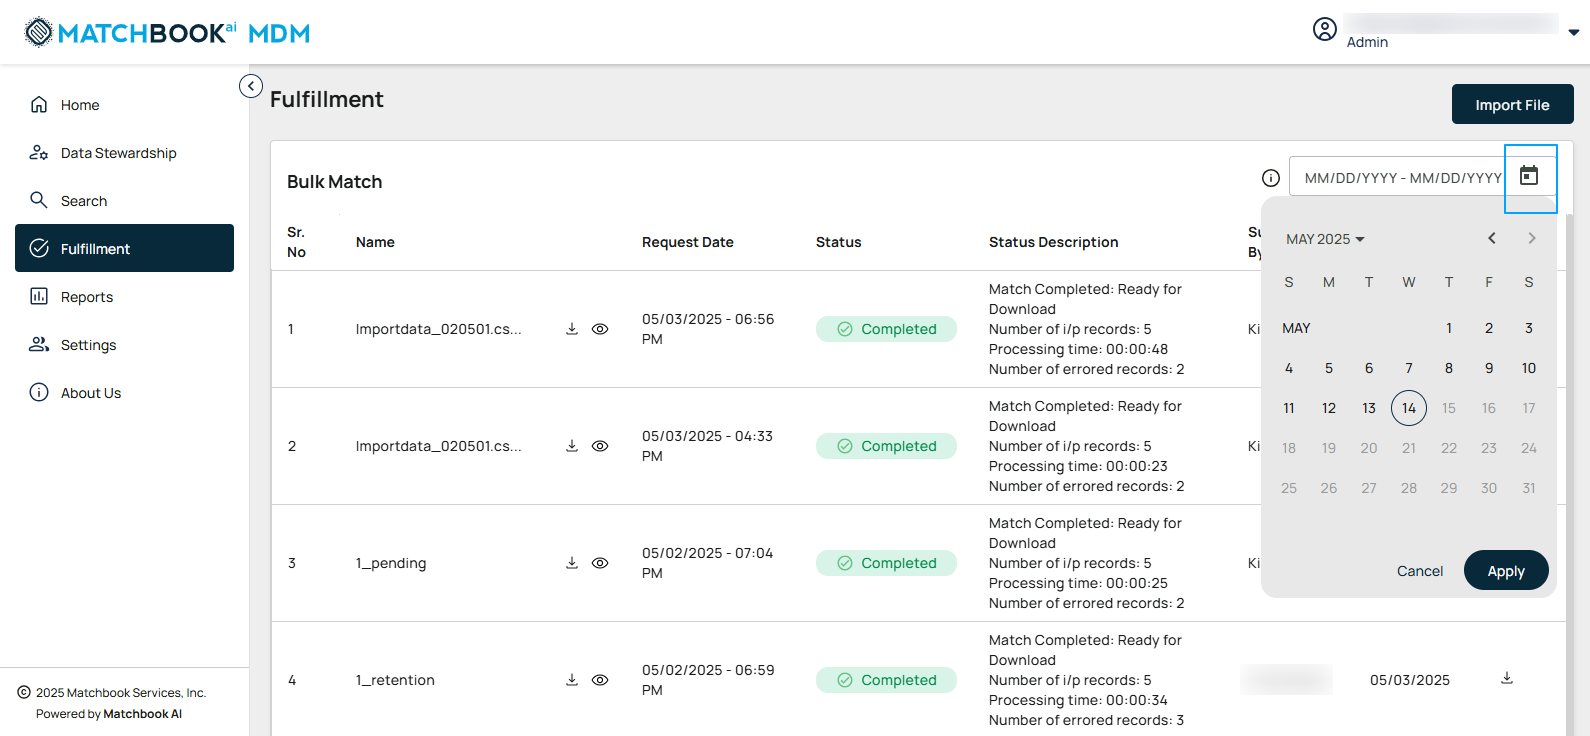 MATCHBOOK ai MDM
Admin
Home
Data Stewardship
Search
Fulfillment
Reports
Settings
About Us
© 2025 Matchbook Services, Inc.
Powered by Matchbook AI
Fulfillment
Import File
Bulk Match
MM/DD/YYYY - MM/DD/YYYY
Sr. No
Name
Request Date
Status
Status Description
1
Importdata_020501.cs...
05/03/2025 - 06:56
PM
Completed
Match Completed: Ready for
Download
Number of i/p records: 5
Processing time: 00:00:48
Number of errored records: 2
Ki
2
Importdata_020501.cs...
05/03/2025 - 04:33
PM
Completed
Match Completed: Ready for
Download
Number of i/p records: 5
Processing time: 00:00:23
Number of errored records: 2
Ki
3
1_pending
05/02/2025 - 07:04
PM
Completed
Match Completed: Ready for
Download
Number of i/p records: 5
Processing time: 00:00:25
Number of errored records: 2
Ki
4
1_retention
05/02/2025 - 06:59
PM
Completed
Match Completed: Ready for
Download
Number of i/p records: 5
Processing time: 00:00:34
Number of errored records: 3
05/03/2025
MAY 2025
S M T W T F S
MAY 1 2 3
4 5 6 7 8 9 10
11 12 13 14 15 16 17
18 19 20 21 22 23 24
25 26 27 28 29 30 31
Cancel
Apply